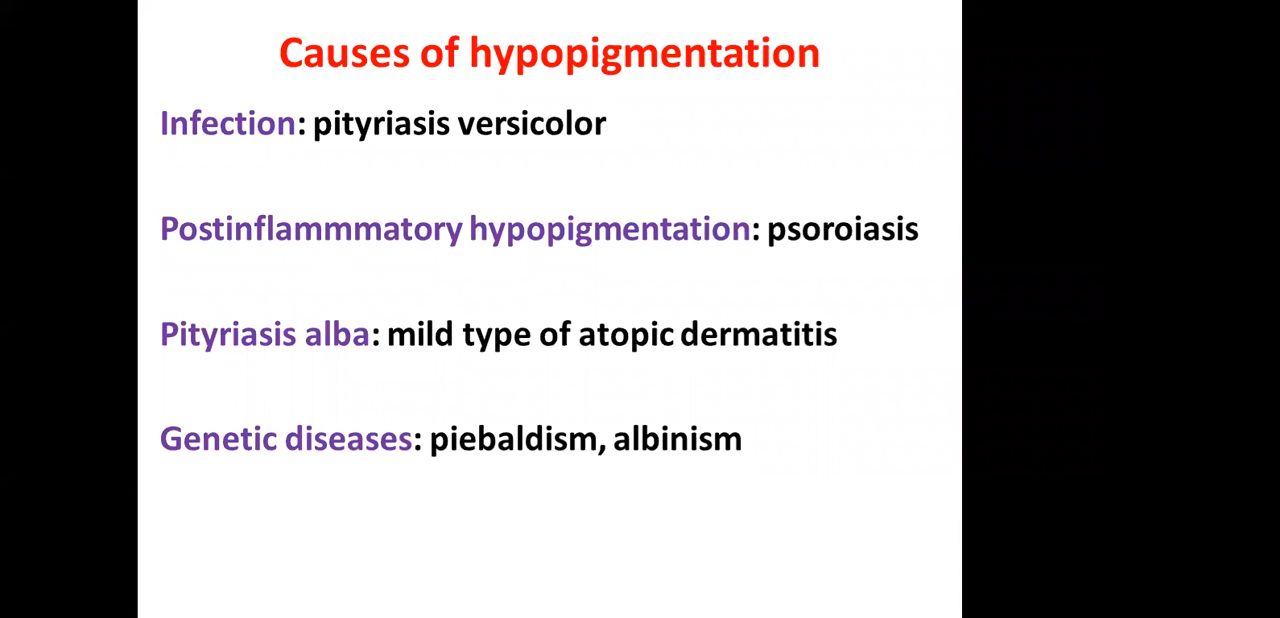 Causes of hypopigmentation
Infection: pityriasis versicolor
Postinflammmatory hypopigmentation: psoroiasis
Pityriasis alba: mild type of atopic dermatitis
Genetic diseases: piebaldism, albinism